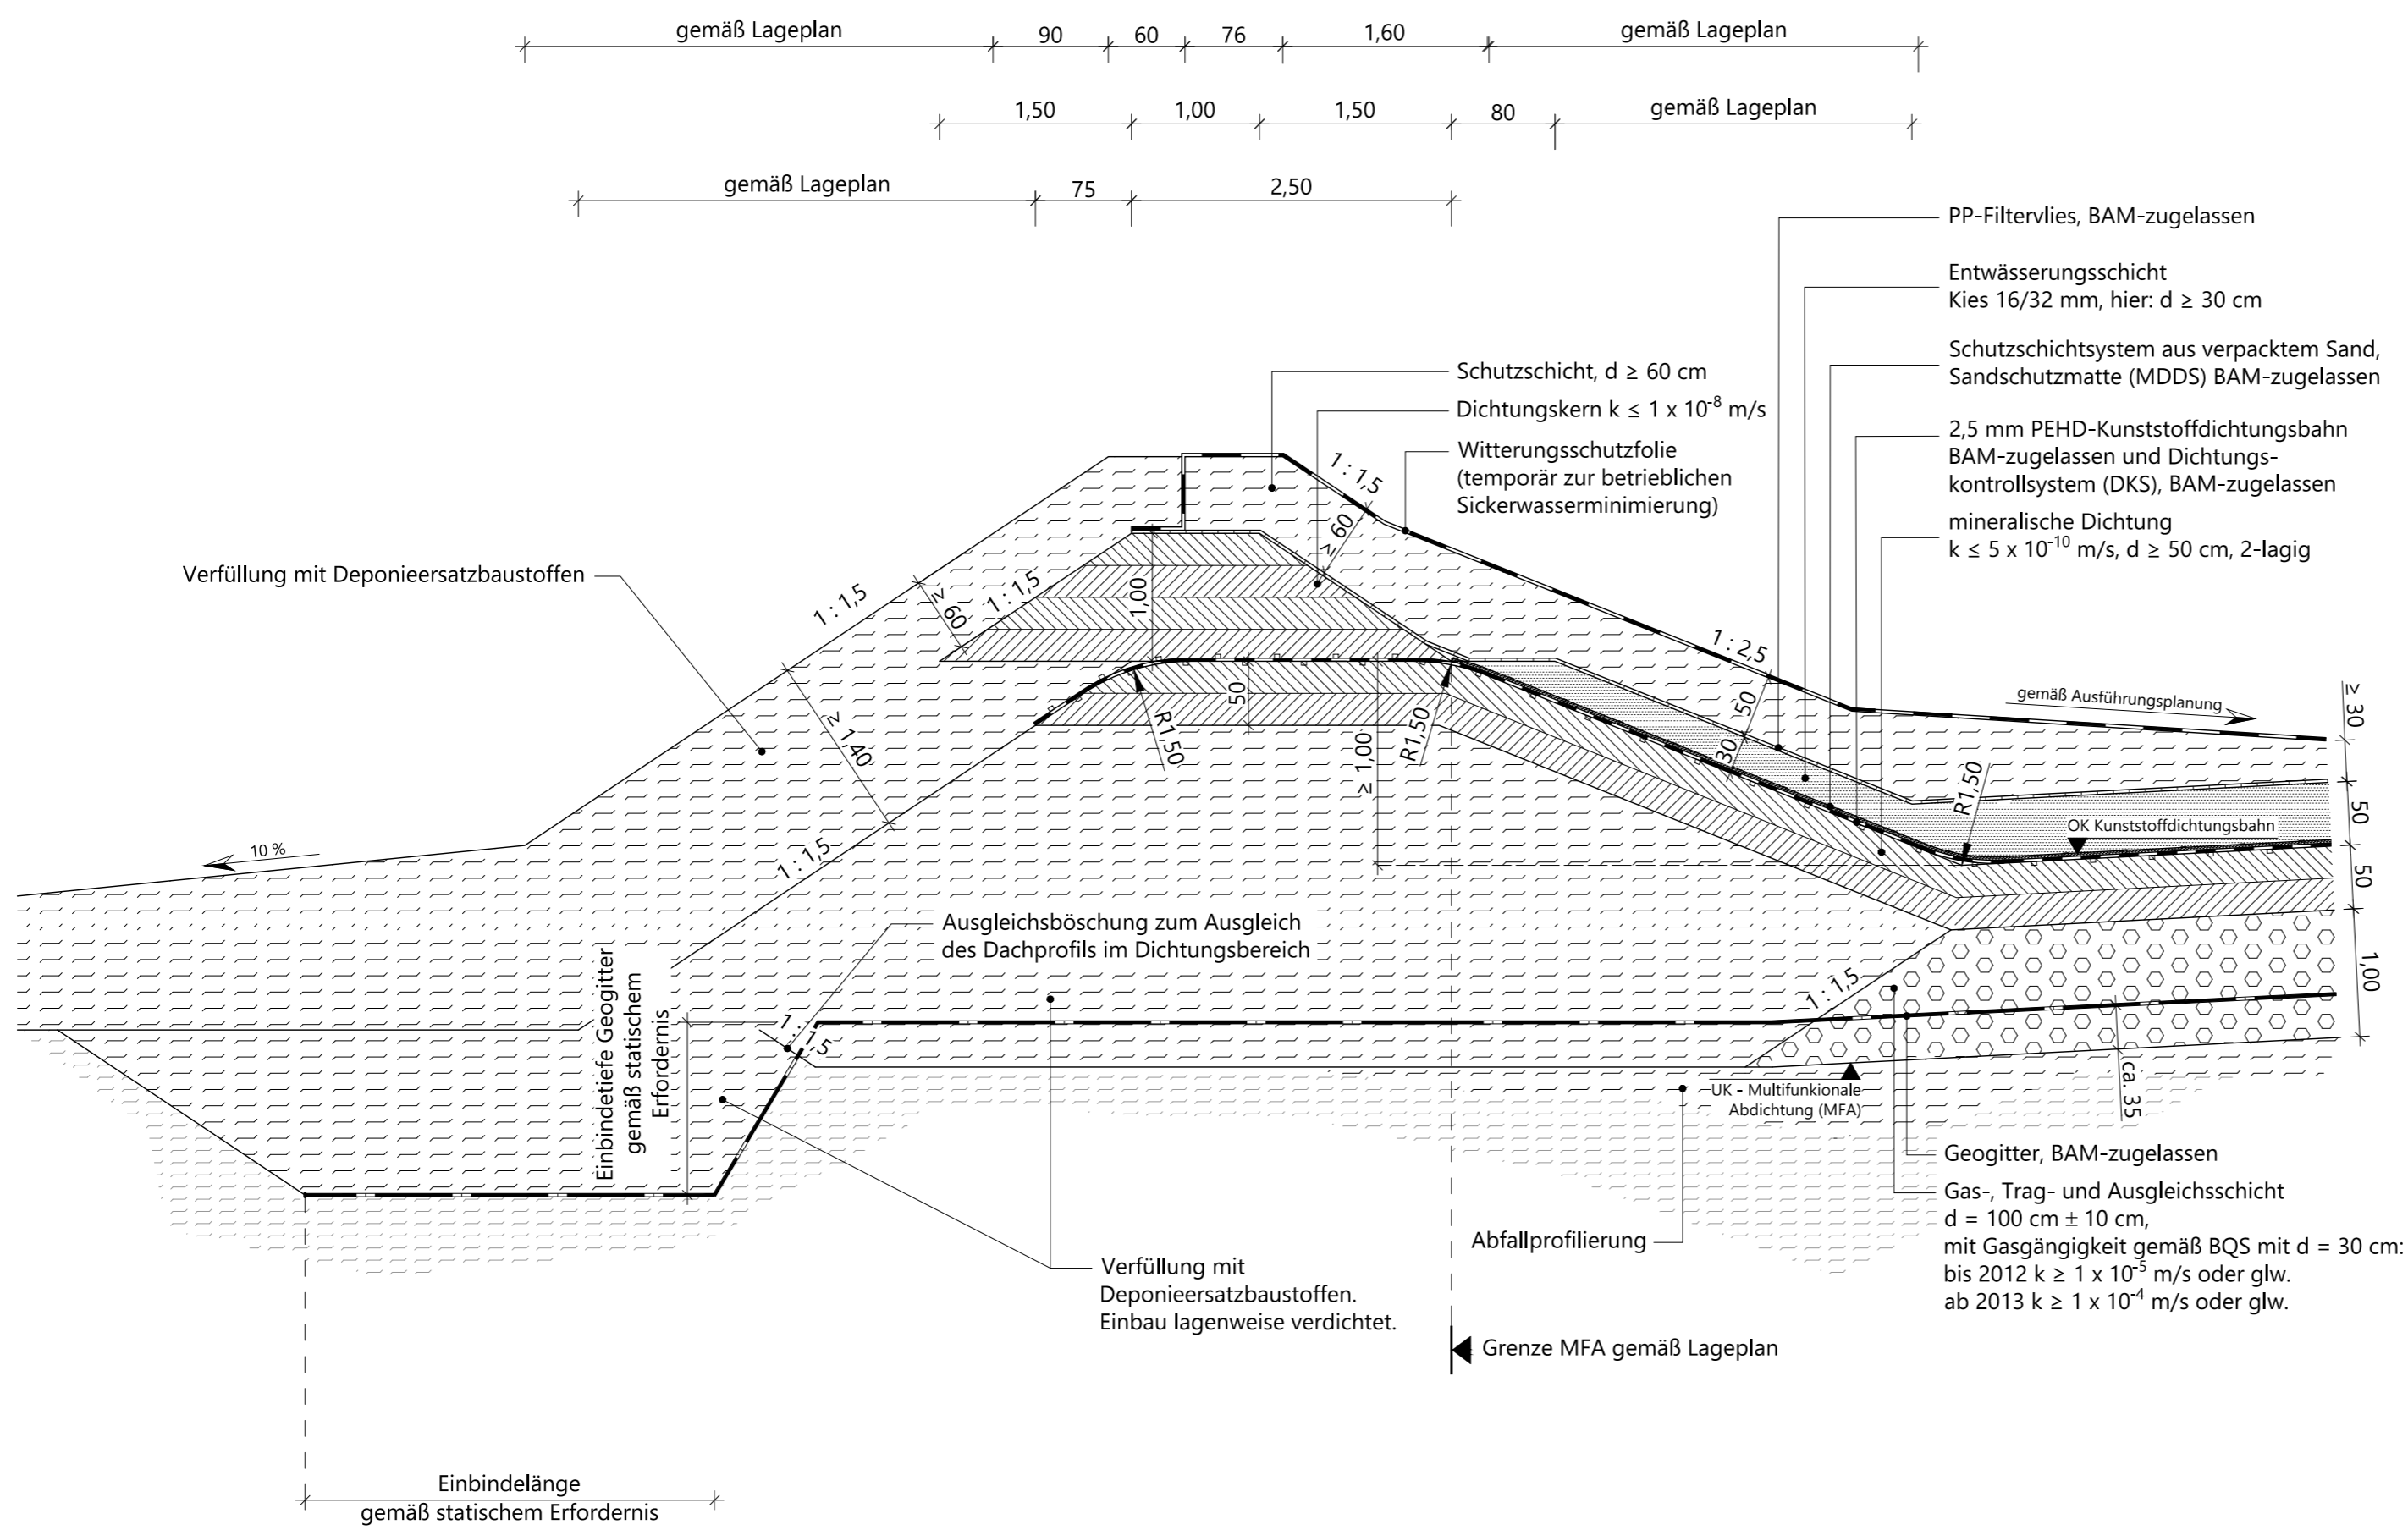 gemäß Lageplan
90
60
76
1,60
gemäß Lageplan
1,50
1,00
1,50
80
gemäß Lageplan
gemäß Lageplan
75
2,50
PP-Filtervlies, BAM-zugelassen
Entwässerungsschicht
Kies 16/32 mm, hier: d ≥ 30 cm
Schutzschichtsystem aus verpacktem Sand,
Sandschutzmatte (MDDS) BAM-zugelassen
2,5 mm PEHD-Kunststoffdichtungsbahn
BAM-zugelassen und Dichtungs-
kontrollsystem (DKS), BAM-zugelassen
mineralische Dichtung
k ≤ 5 x 10⁻¹⁰ m/s, d ≥ 50 cm, 2-lagig
Schutzschicht, d ≥ 60 cm
Dichtungskern k ≤ 1 x 10⁻⁸ m/s
Witterungsschutzfolie
(temporär zur betrieblichen
Sickerwasserminimierung)
1 : 1,5
≥ 60
Verfüllung mit Deponieersatzbaustoffen
1 : 1,5
≥ 60
1 : 1,5
1,00
1 : 2,5
gemäß Ausführungsplanung
≥ 30
50
R1,50
≥ 1,40
≥ 1,00
R1,50
50
30
R1,50
50
OK Kunststoffdichtungsbahn
10 %
1 : 1,5
50
Ausgleichsböschung zum Ausgleich
des Dachprofils im Dichtungsbereich
Einbindetiefe Geogitter
gemäß statischem
Erfordernis
1 : 1,5
1 : 1,5
1,00
ca. 35
UK - Multifunkionale
Abdichtung (MFA)
Geogitter, BAM-zugelassen
Gas-, Trag- und Ausgleichsschicht
d = 100 cm ± 10 cm,
mit Gasgängigkeit gemäß BQS mit d = 30 cm:
bis 2012 k ≥ 1 x 10⁻⁵ m/s oder glw.
ab 2013 k ≥ 1 x 10⁻⁴ m/s oder glw.
Abfallprofilierung
Verfüllung mit
Deponieersatzbaustoffen.
Einbau lagenweise verdichtet.
Grenze MFA gemäß Lageplan
Einbindelänge
gemäß statischem Erfordernis